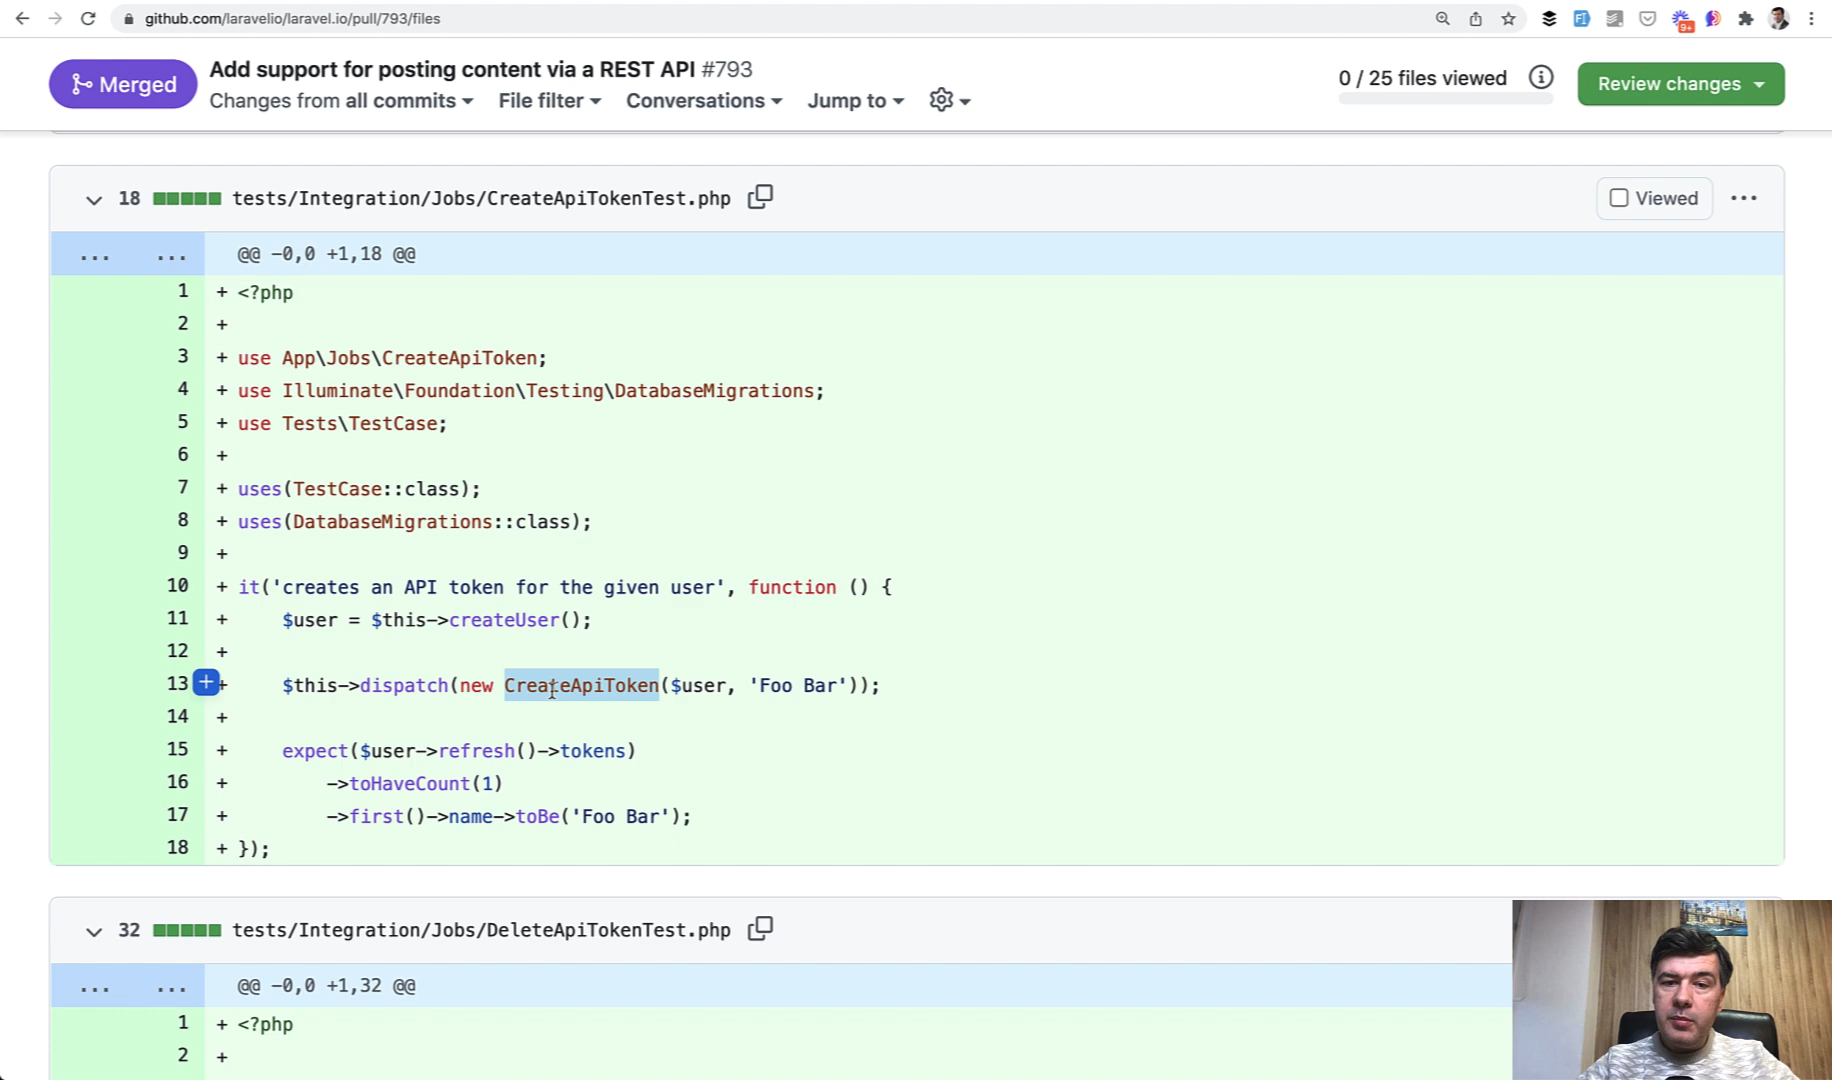 github.com/laravelio/laravel.io/pull/793/files
9+
Merged
Add support for posting content via a REST API #793
Changes from all commits
File filter
Conversations
Jump to
0 / 25 files viewed
Review changes
18 tests/Integration/Jobs/CreateApiTokenTest.php
Viewed
... ... @@ -0,0 +1,18 @@
1 + <?php
2 +
3 + use App\Jobs\CreateApiToken;
4 + use Illuminate\Foundation\Testing\DatabaseMigrations;
5 + use Tests\TestCase;
6 +
7 + uses(TestCase::class);
8 + uses(DatabaseMigrations::class);
9 +
10 + it('creates an API token for the given user', function () {
11 + $user = $this->createUser();
12 +
13 + $this->dispatch(new CreateApiToken($user, 'Foo Bar'));
14 +
15 + expect($user->refresh()->tokens)
16 + ->toHaveCount(1)
17 + ->first()->name->toBe('Foo Bar');
18 + });
32 tests/Integration/Jobs/DeleteApiTokenTest.php
... ... @@ -0,0 +1,32 @@
1 + <?php
2 +